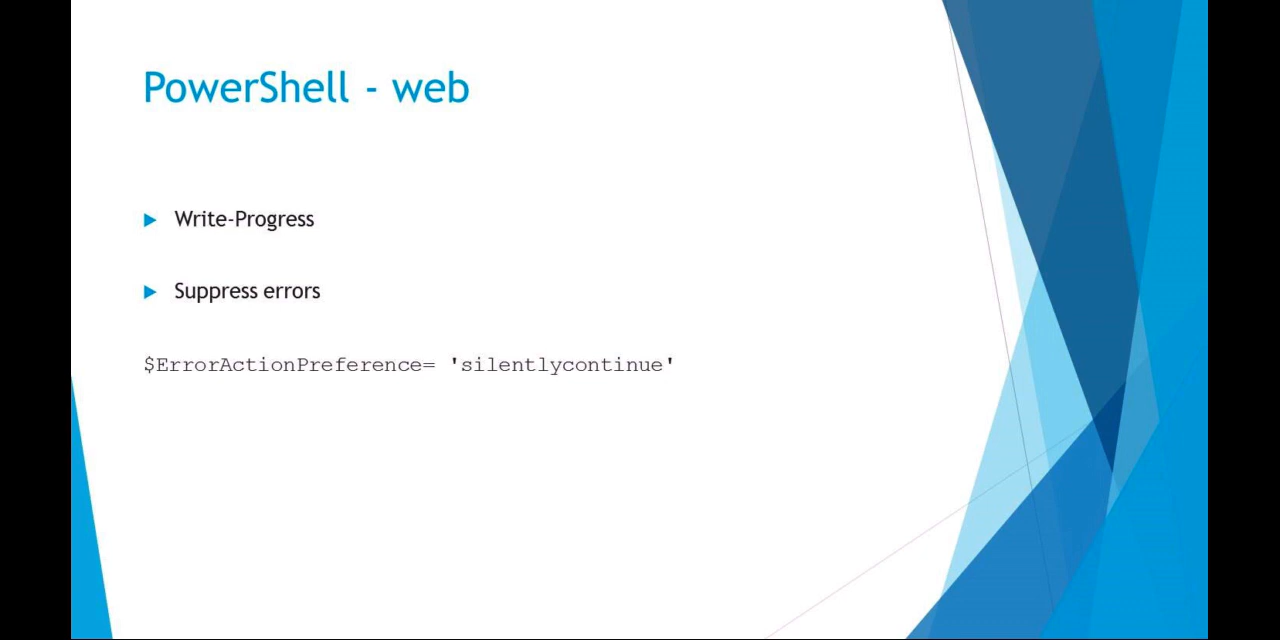 PowerShell - web
Write-Progress
Suppress errors
$ErrorActionPreference= 'silentlycontinue'